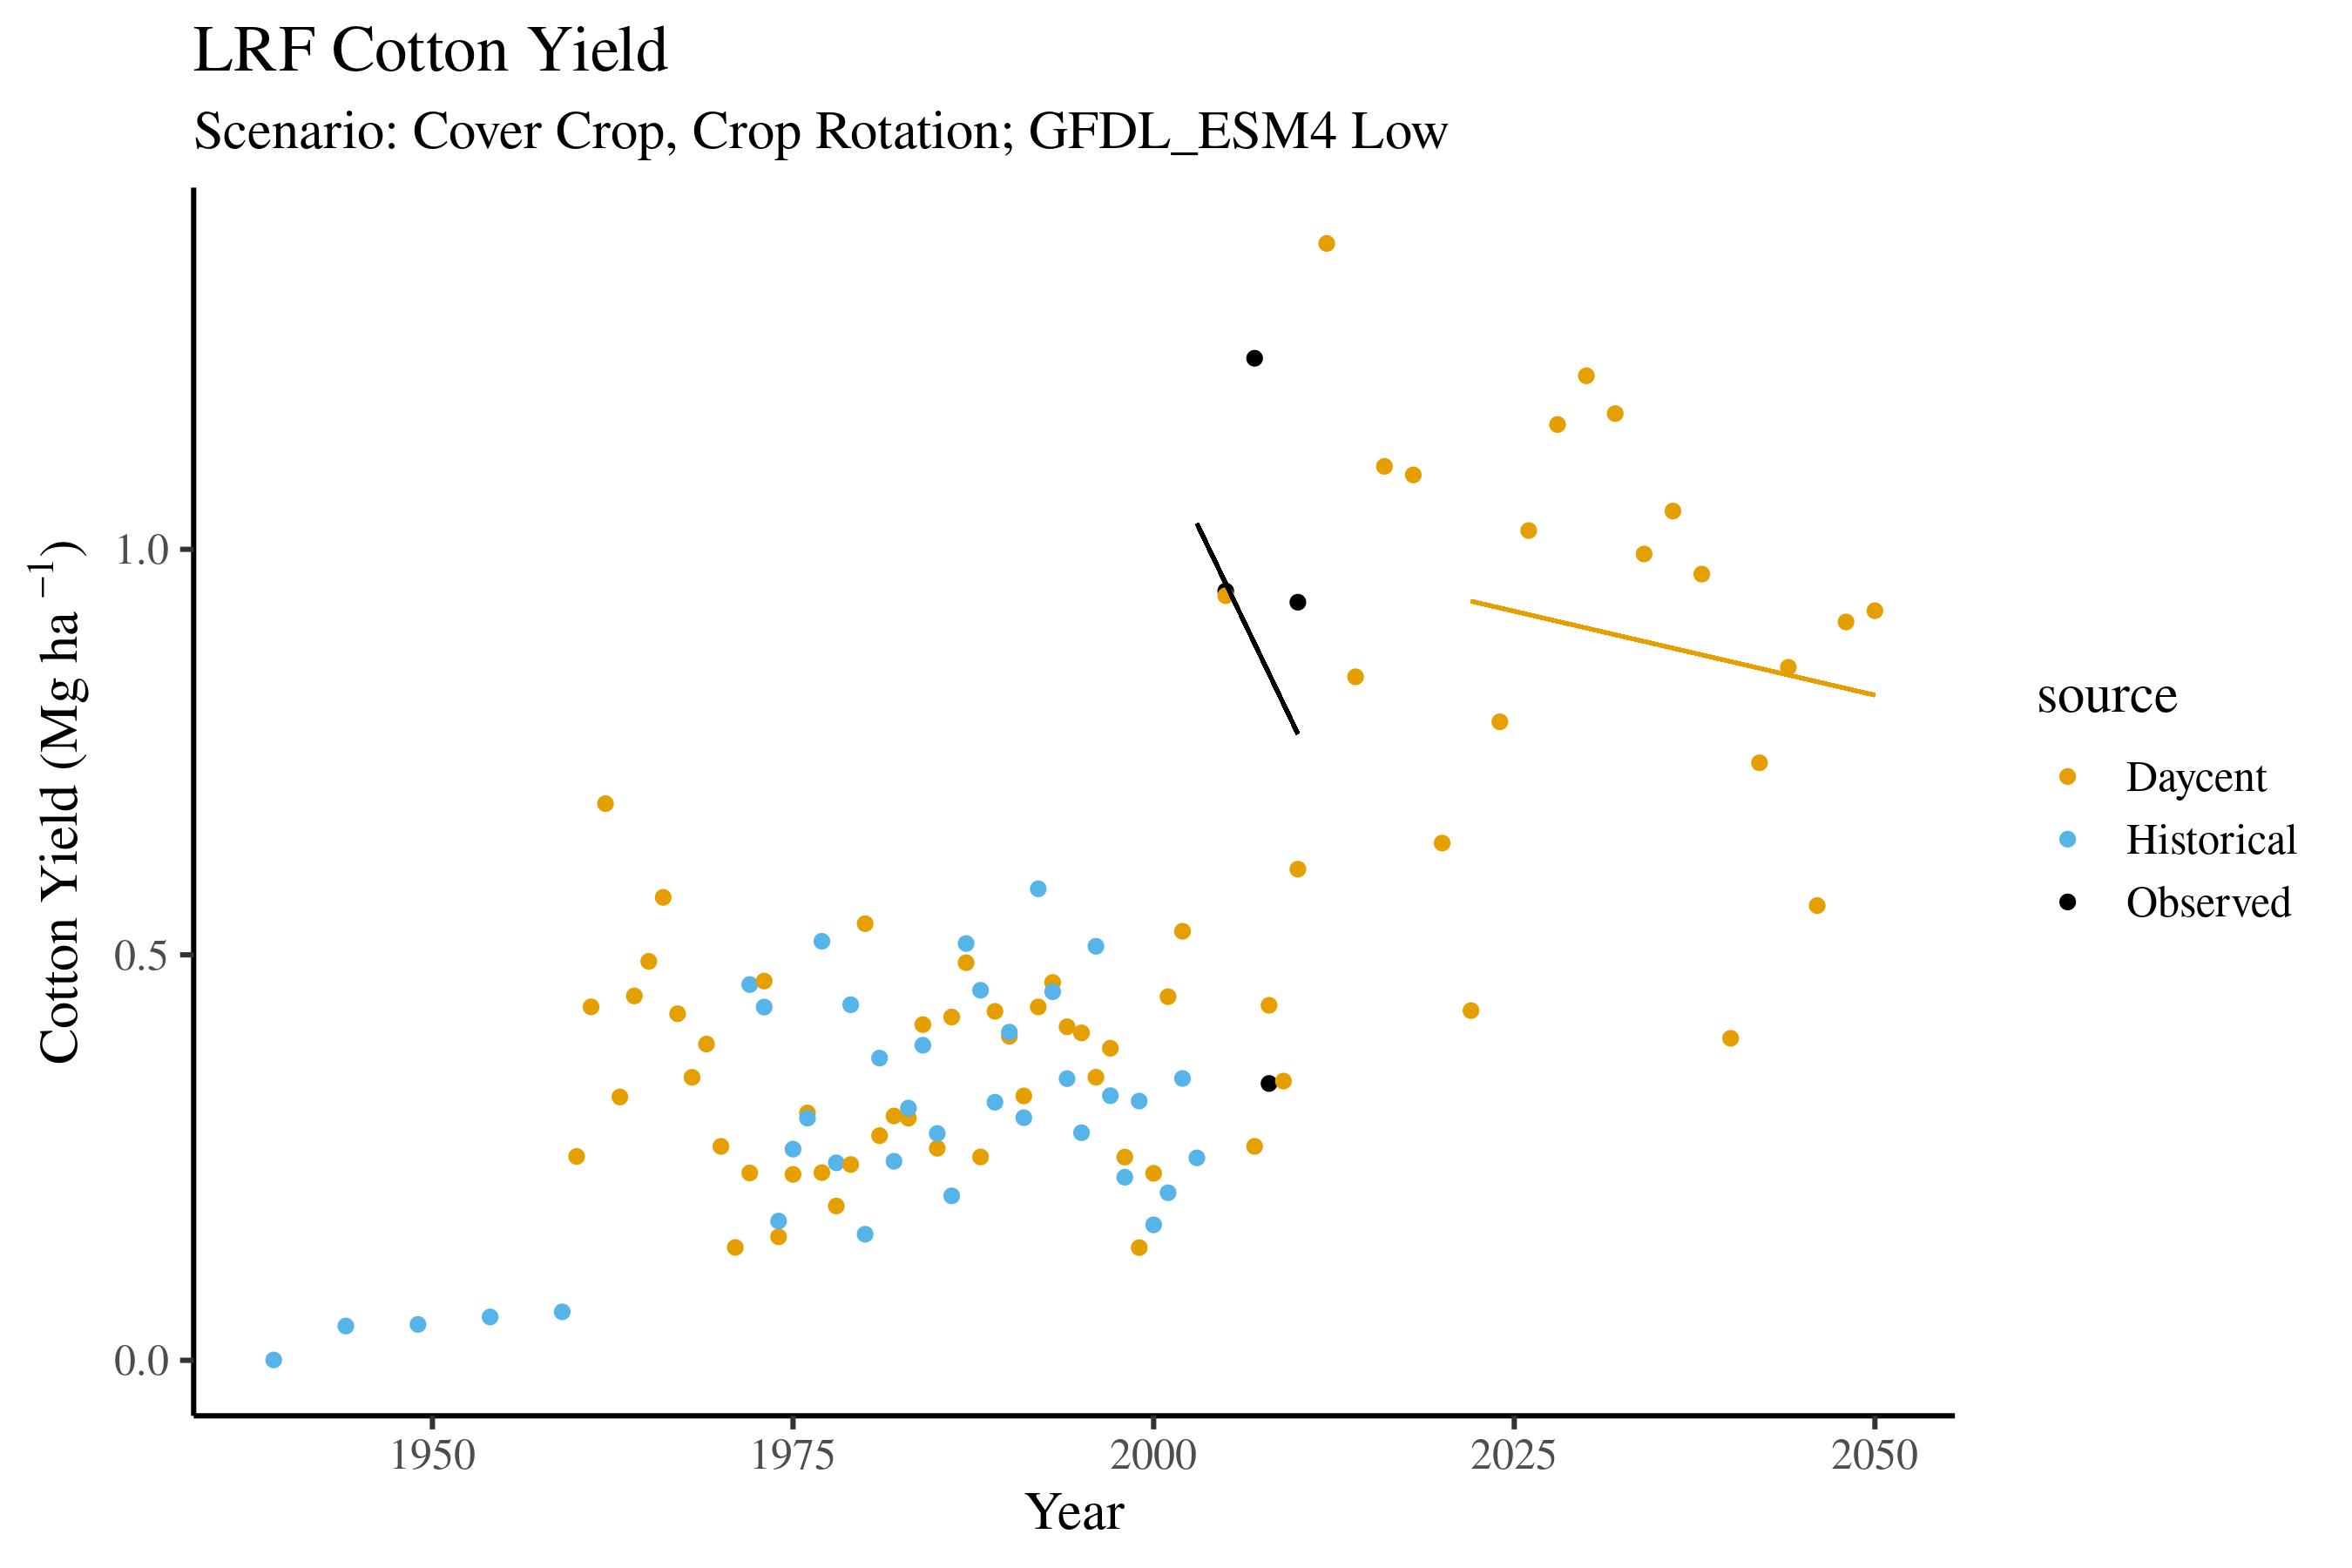 LRF Cotton Yield
Scenario: Cover Crop, Crop Rotation; GFDL_ESM4 Low
Cotton Yield (Mg ha −1)
1.0
0.5
0.0
1950 1975 2000 2025 2050
Year
source
Daycent
Historical
Observed